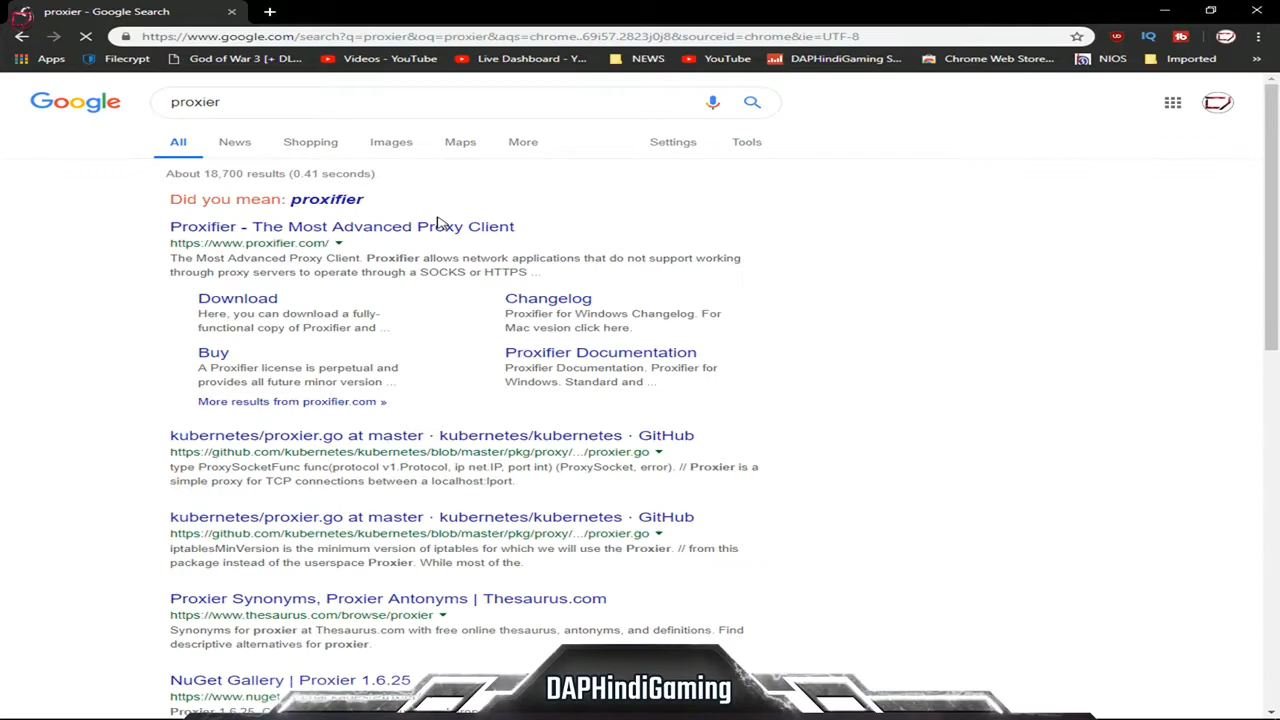 proxier - Google Search
https://www.google.com/search?q=proxier&oq=proxier&aqs=chrome..69i57.2823j0j8&sourceid=chrome&ie=UTF-8
Apps Filecrypt God of War 3 [+ DL... Videos - YouTube Live Dashboard - Y... NEWS YouTube DAPHindiGaming S... Chrome Web Store... NIOS Imported »
Google proxier
All News Shopping Images Maps More Settings Tools
About 18,700 results (0.41 seconds)
Did you mean: proxifier
Proxifier - The Most Advanced Proxy Client
https://www.proxifier.com/
The Most Advanced Proxy Client. Proxifier allows network applications that do not support working
through proxy servers to operate through a SOCKS or HTTPS ...
Download
Here, you can download a fully-
functional copy of Proxifier and ...
Changelog
Proxifier for Windows Changelog. For
Mac vesion click here.
Buy
A Proxifier license is perpetual and
provides all future minor version ...
Proxifier Documentation
Proxifier Documentation. Proxifier for
Windows. Standard and ...
More results from proxifier.com »
kubernetes/proxier.go at master · kubernetes/kubernetes · GitHub
https://github.com/kubernetes/kubernetes/blob/master/pkg/proxy/.../proxier.go
type ProxySocketFunc func(protocol v1.Protocol, ip net.IP, port int) (ProxySocket, error). // Proxier is a
simple proxy for TCP connections between a localhost:lport.
kubernetes/proxier.go at master · kubernetes/kubernetes · GitHub
https://github.com/kubernetes/kubernetes/blob/master/pkg/proxy/.../proxier.go
iptablesMinVersion is the minimum version of iptables for which we will use the Proxier. // from this
package instead of the userspace Proxier. While most of the.
Proxier Synonyms, Proxier Antonyms | Thesaurus.com
https://www.thesaurus.com/browse/proxier
Synonyms for proxier at Thesaurus.com with free online thesaurus, antonyms, and definitions. Find
descriptive alternatives for proxier.
NuGet Gallery | Proxier 1.6.25
https://www.nuget
DAPHindiGaming